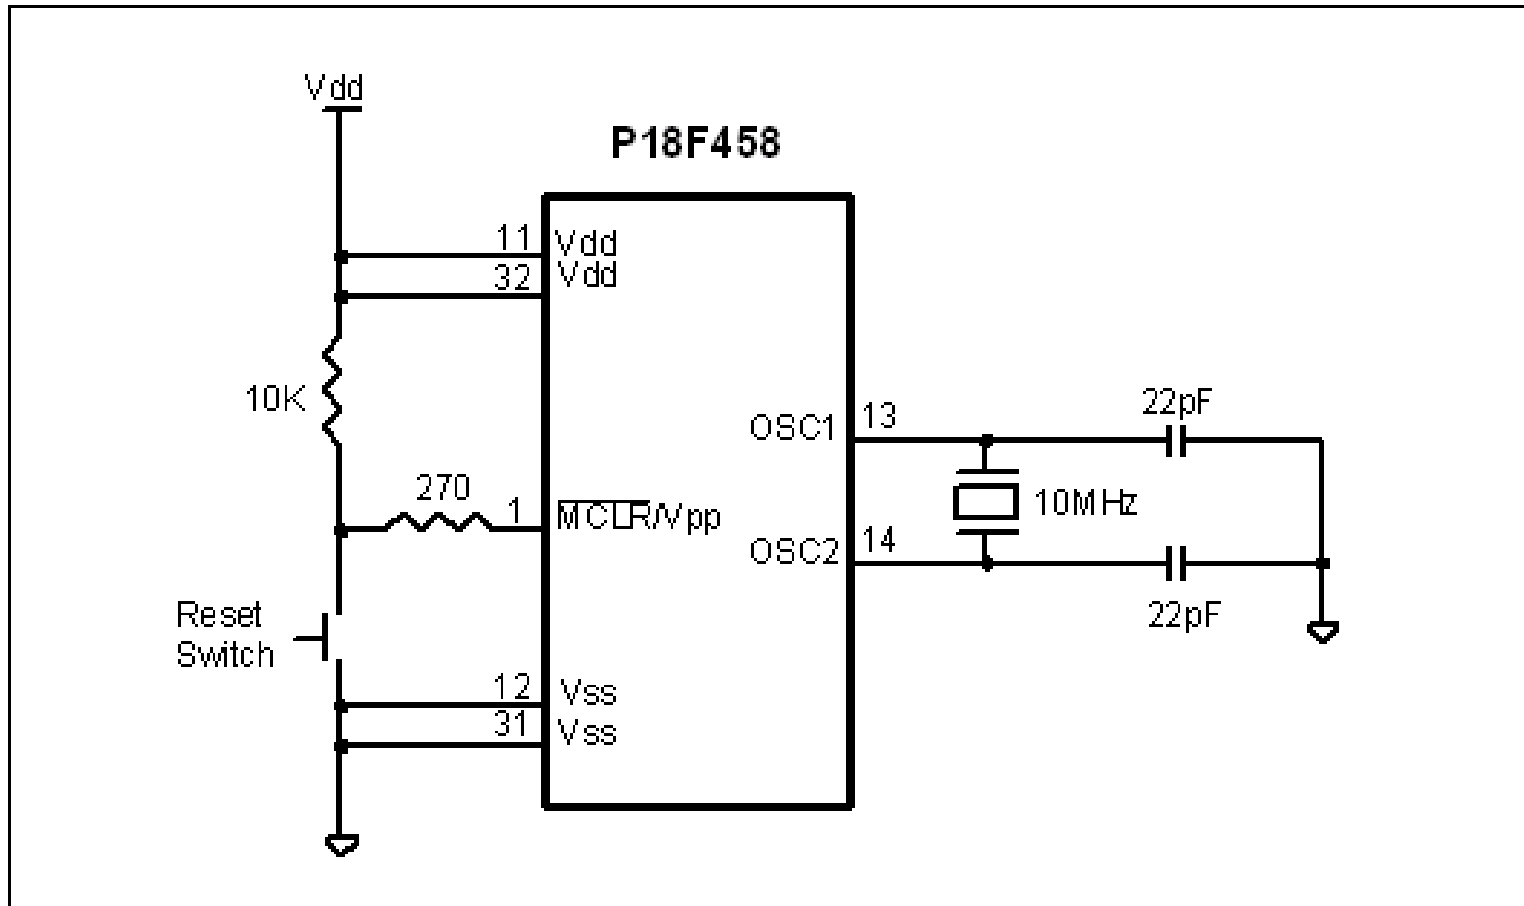 Vdd
P18F458
11 Vdd
32 Vdd
10K
270
1 MCLR/Vpp
OSC1 13
22pF
10MHz
OSC2 14
22pF
Reset
Switch
12 Vss
31 Vss